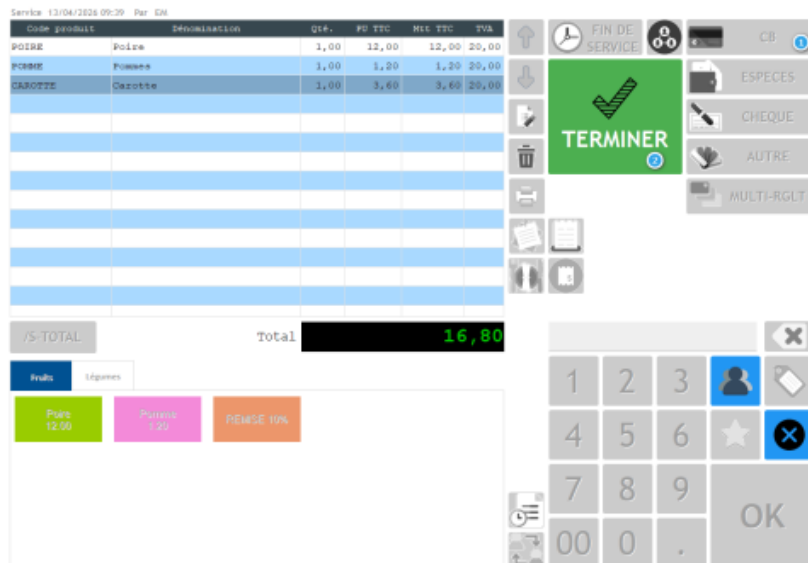 Service 13/04/2026 09:39 Par EM
Code produit Dénomination Qté. PU TTC Mtt TTC TVA
POIRE Poire 1,00 12,00 12,00 20,00
POMME Pommes 1,00 1,20 1,20 20,00
CAROTTE Carotte 1,00 3,60 3,60 20,00
/S-TOTAL Total 16,80
Fruits Légumes
Poire
12.00
Pomme
1.20
REMISE 10%
FIN DE
SERVICE
TERMINER
2
CB
1
ESPECES
CHEQUE
AUTRE
MULTI-RGLT
1 2 3
4 5 6
7 8 9
00 0 .
OK